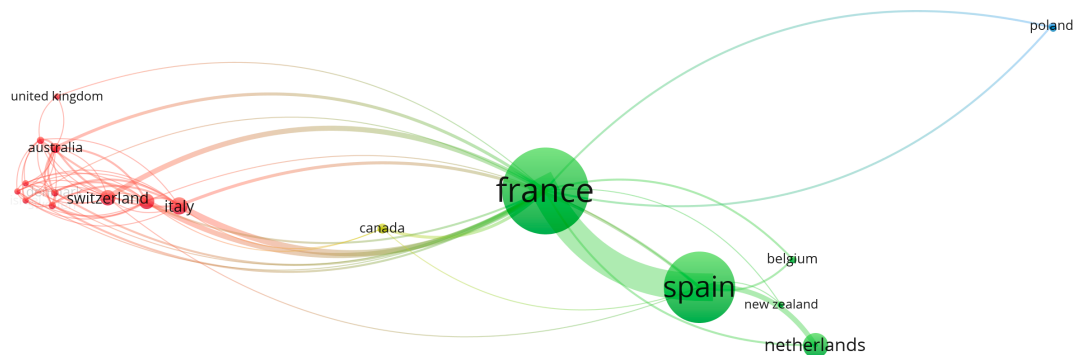 poland
united kingdom
australia
france
switzerland
italy
canada
belgium
spain
new zealand
netherlands